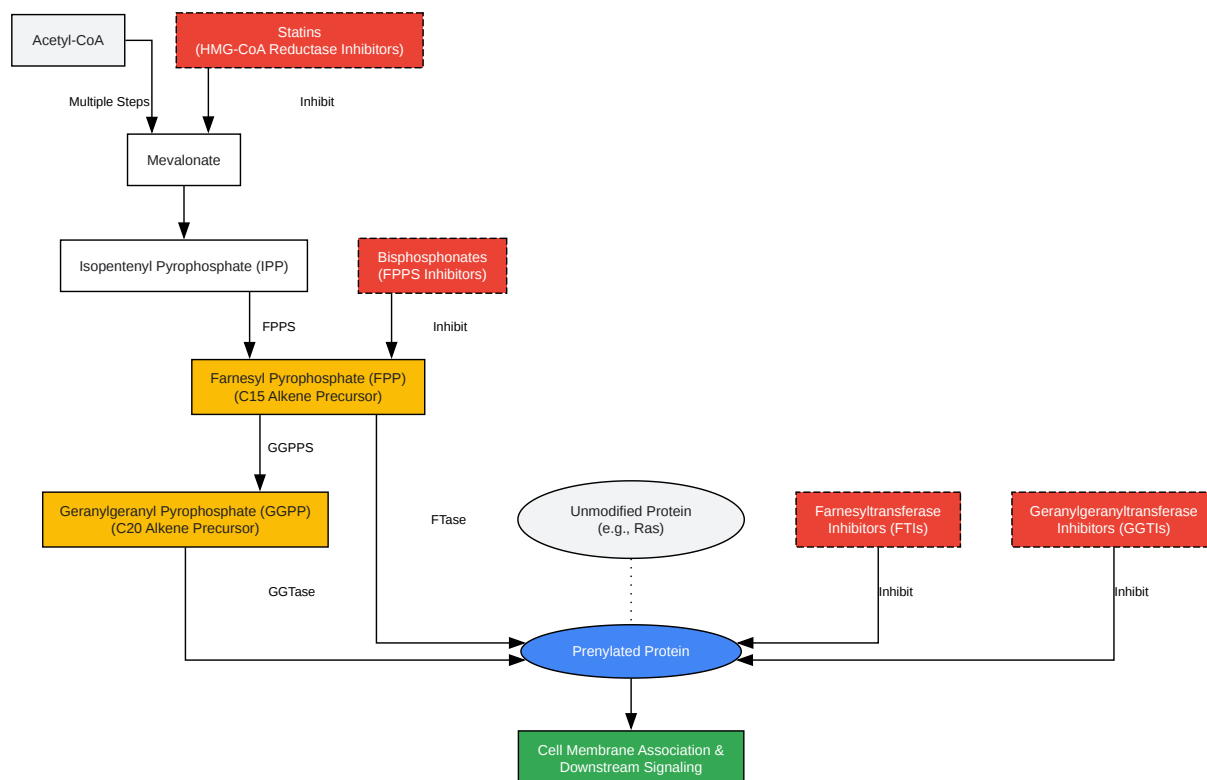 Acetyl-CoA
Statins
(HMG-CoA Reductase Inhibitors)
Multiple Steps
Inhibit
Mevalonate
Isopentenyl Pyrophosphate (IPP)
Bisphosphonates
(FPPS Inhibitors)
FPPS
Inhibit
Farnesyl Pyrophosphate (FPP)
(C15 Alkene Precursor)
GGPPS
Geranylgeranyl Pyrophosphate (GGPP)
(C20 Alkene Precursor)
FTase
Unmodified Protein
(e.g., Ras)
Farnesyltransferase
Inhibitors (FTIs)
Geranylgeranyltransferase
Inhibitors (GGTIs)
GGTase
Inhibit
Inhibit
Prenylated Protein
Cell Membrane Association &
Downstream Signaling